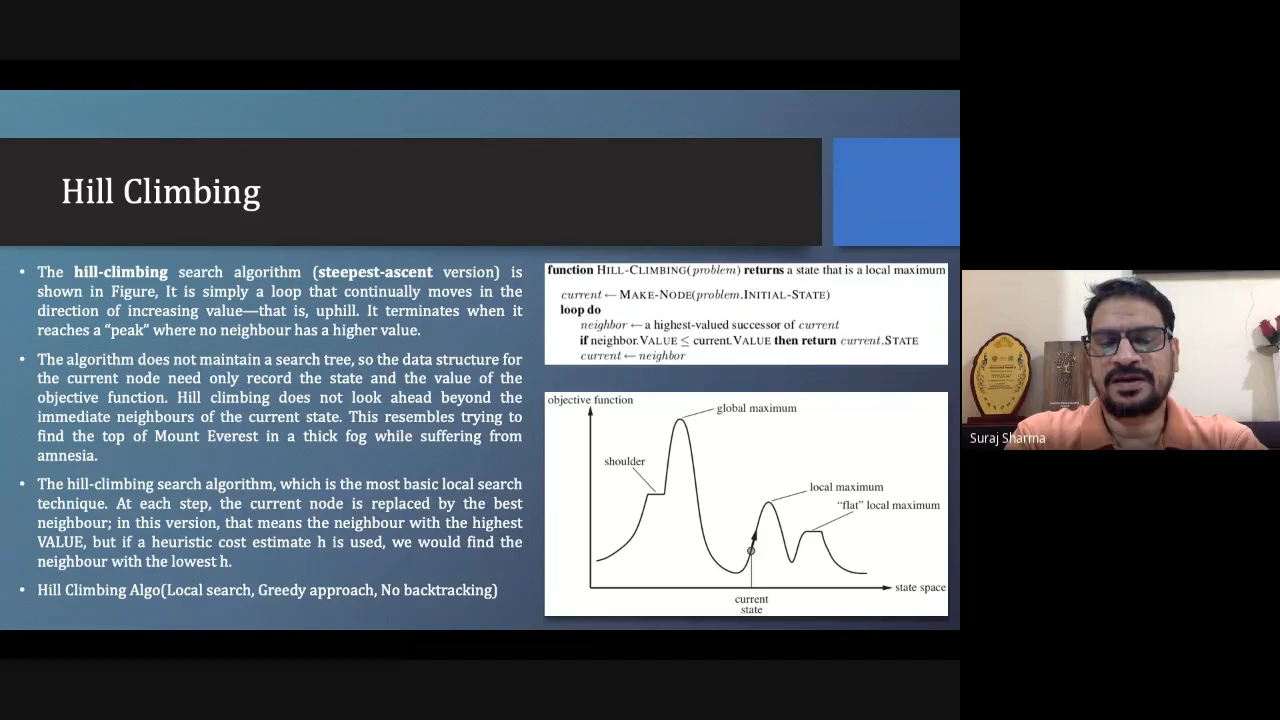 Hill Climbing
• The hill-climbing search algorithm (steepest-ascent version) is
shown in Figure, It is simply a loop that continually moves in the
direction of increasing value—that is, uphill. It terminates when it
reaches a “peak” where no neighbour has a higher value.
• The algorithm does not maintain a search tree, so the data structure for
the current node need only record the state and the value of the
objective function. Hill climbing does not look ahead beyond the
immediate neighbours of the current state. This resembles trying to
find the top of Mount Everest in a thick fog while suffering from
amnesia.
• The hill-climbing search algorithm, which is the most basic local search
technique. At each step, the current node is replaced by the best
neighbour; in this version, that means the neighbour with the highest
VALUE, but if a heuristic cost estimate h is used, we would find the
neighbour with the lowest h.
• Hill Climbing Algo(Local search, Greedy approach, No backtracking)
function HILL-CLIMBING(problem) returns a state that is a local maximum
current ← MAKE-NODE(problem.INITIAL-STATE)
loop do
neighbor ← a highest-valued successor of current
if neighbor.VALUE ≤ current.VALUE then return current.STATE
current ← neighbor
objective function
global maximum
shoulder
local maximum
“flat” local maximum
state space
current
state
Suraj Sharma